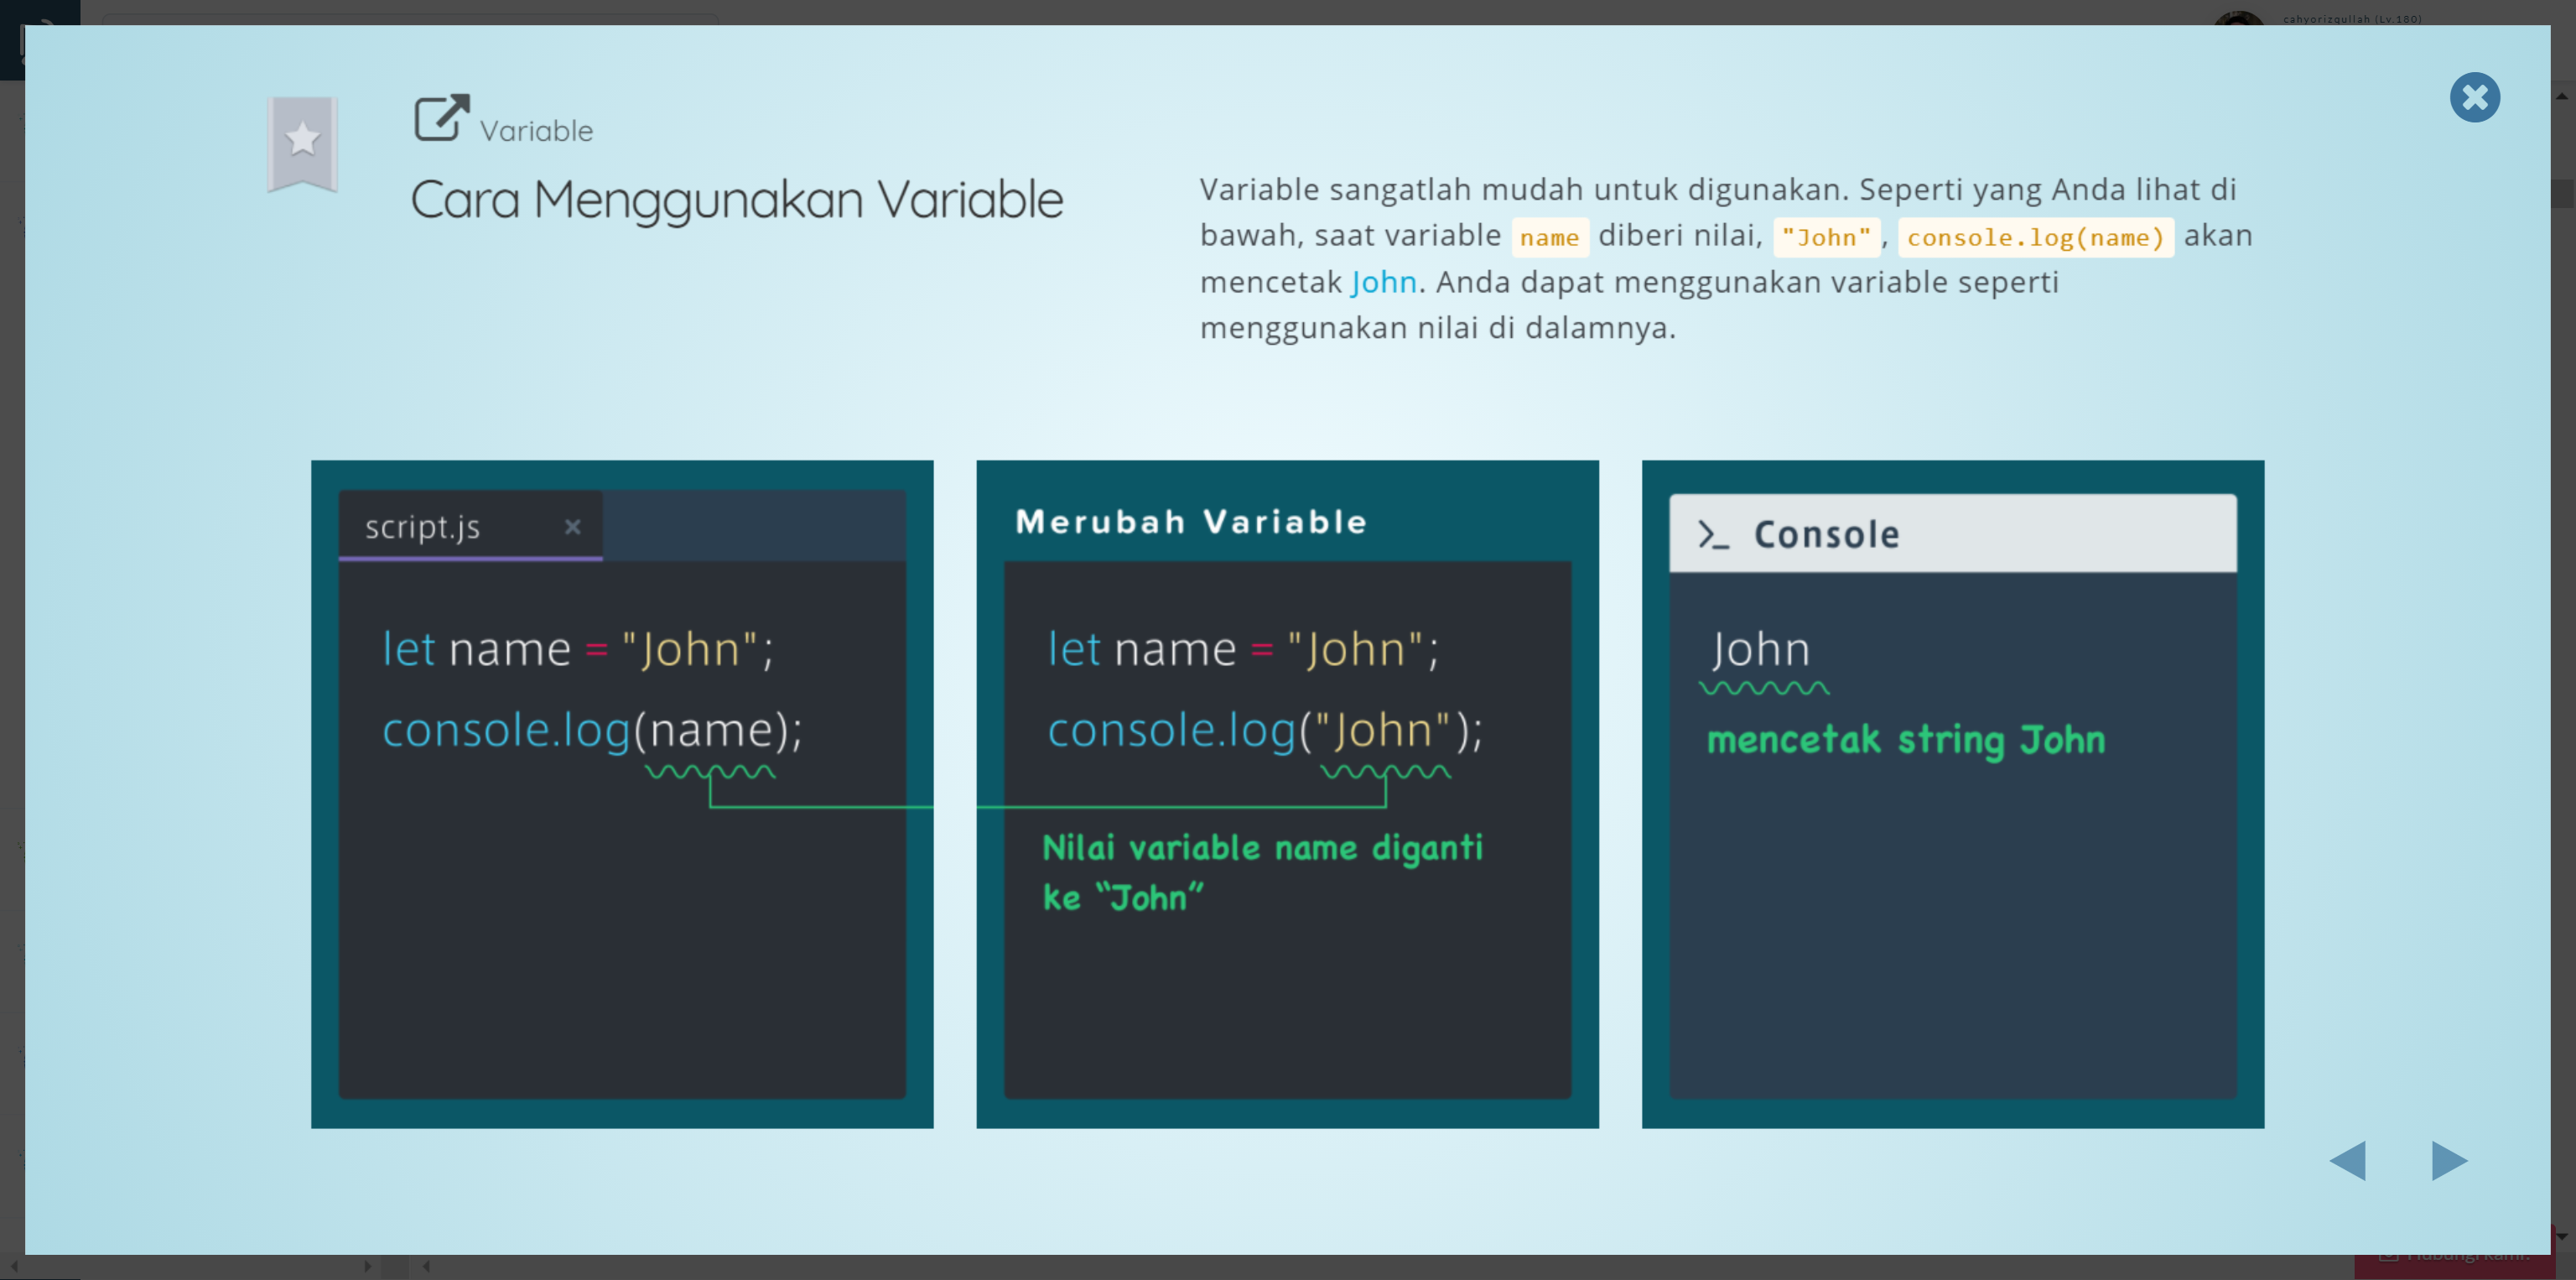 cahyorizqullah (Lv.180)
Variable
Cara Menggunakan Variable
Variable sangatlah mudah untuk digunakan. Seperti yang Anda lihat di
bawah, saat variable name diberi nilai, "John", console.log(name) akan
mencetak John. Anda dapat menggunakan variable seperti
menggunakan nilai di dalamnya.
script.js ×
let name = "John";
console.log(name);
Merubah Variable
let name = "John";
console.log("John");
Nilai variable name diganti
ke “John”
>_ Console
John
mencetak string John
Hubungi kami